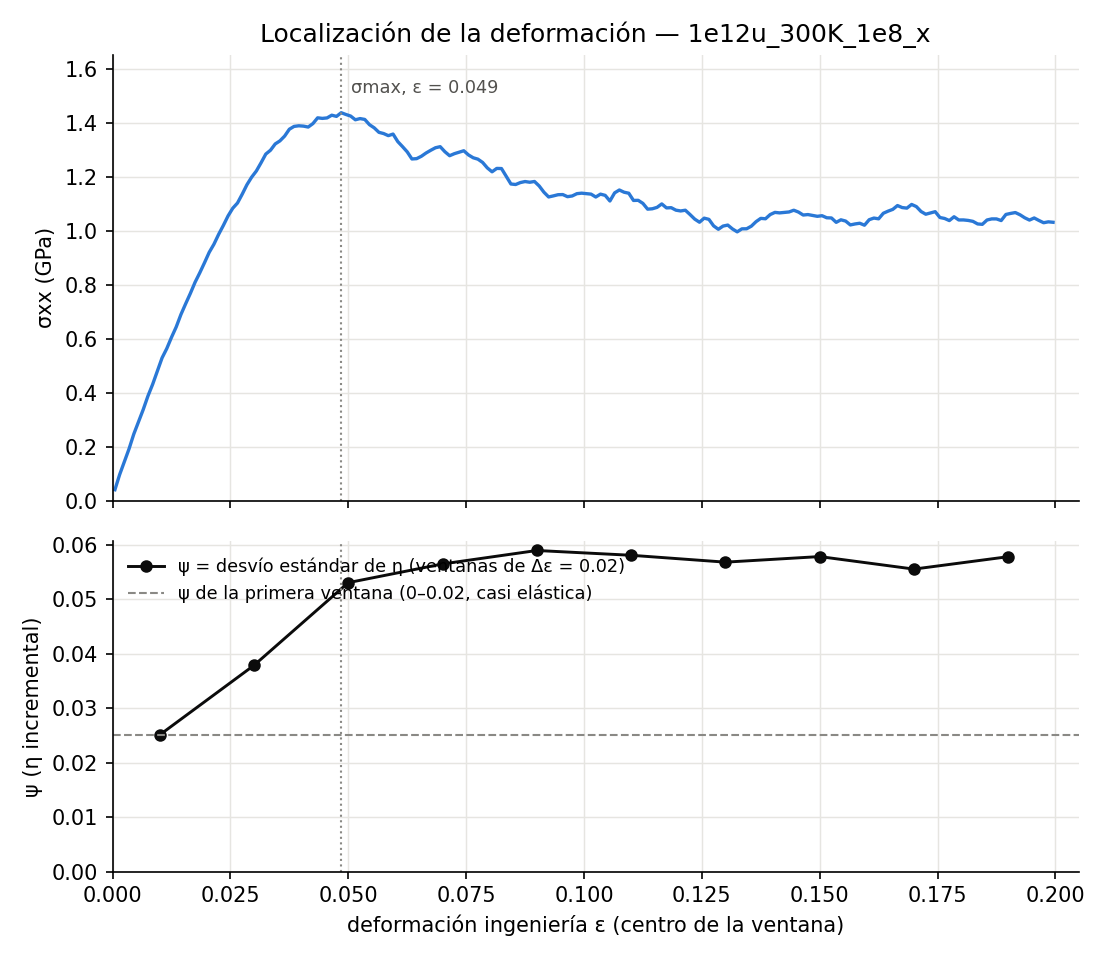 Localización de la deformación — 1e12u_300K_1e8_x
σxx (GPa)
1.6
1.4
1.2
1.0
0.8
0.6
0.4
0.2
0.0
σmax, ε = 0.049
ψ (η incremental)
0.06
0.05
0.04
0.03
0.02
0.01
0.00
ψ = desvío estándar de η (ventanas de Δε = 0.02)
ψ de la primera ventana (0–0.02, casi elástica)
0.000 0.025 0.050 0.075 0.100 0.125 0.150 0.175 0.200
deformación ingeniería ε (centro de la ventana)